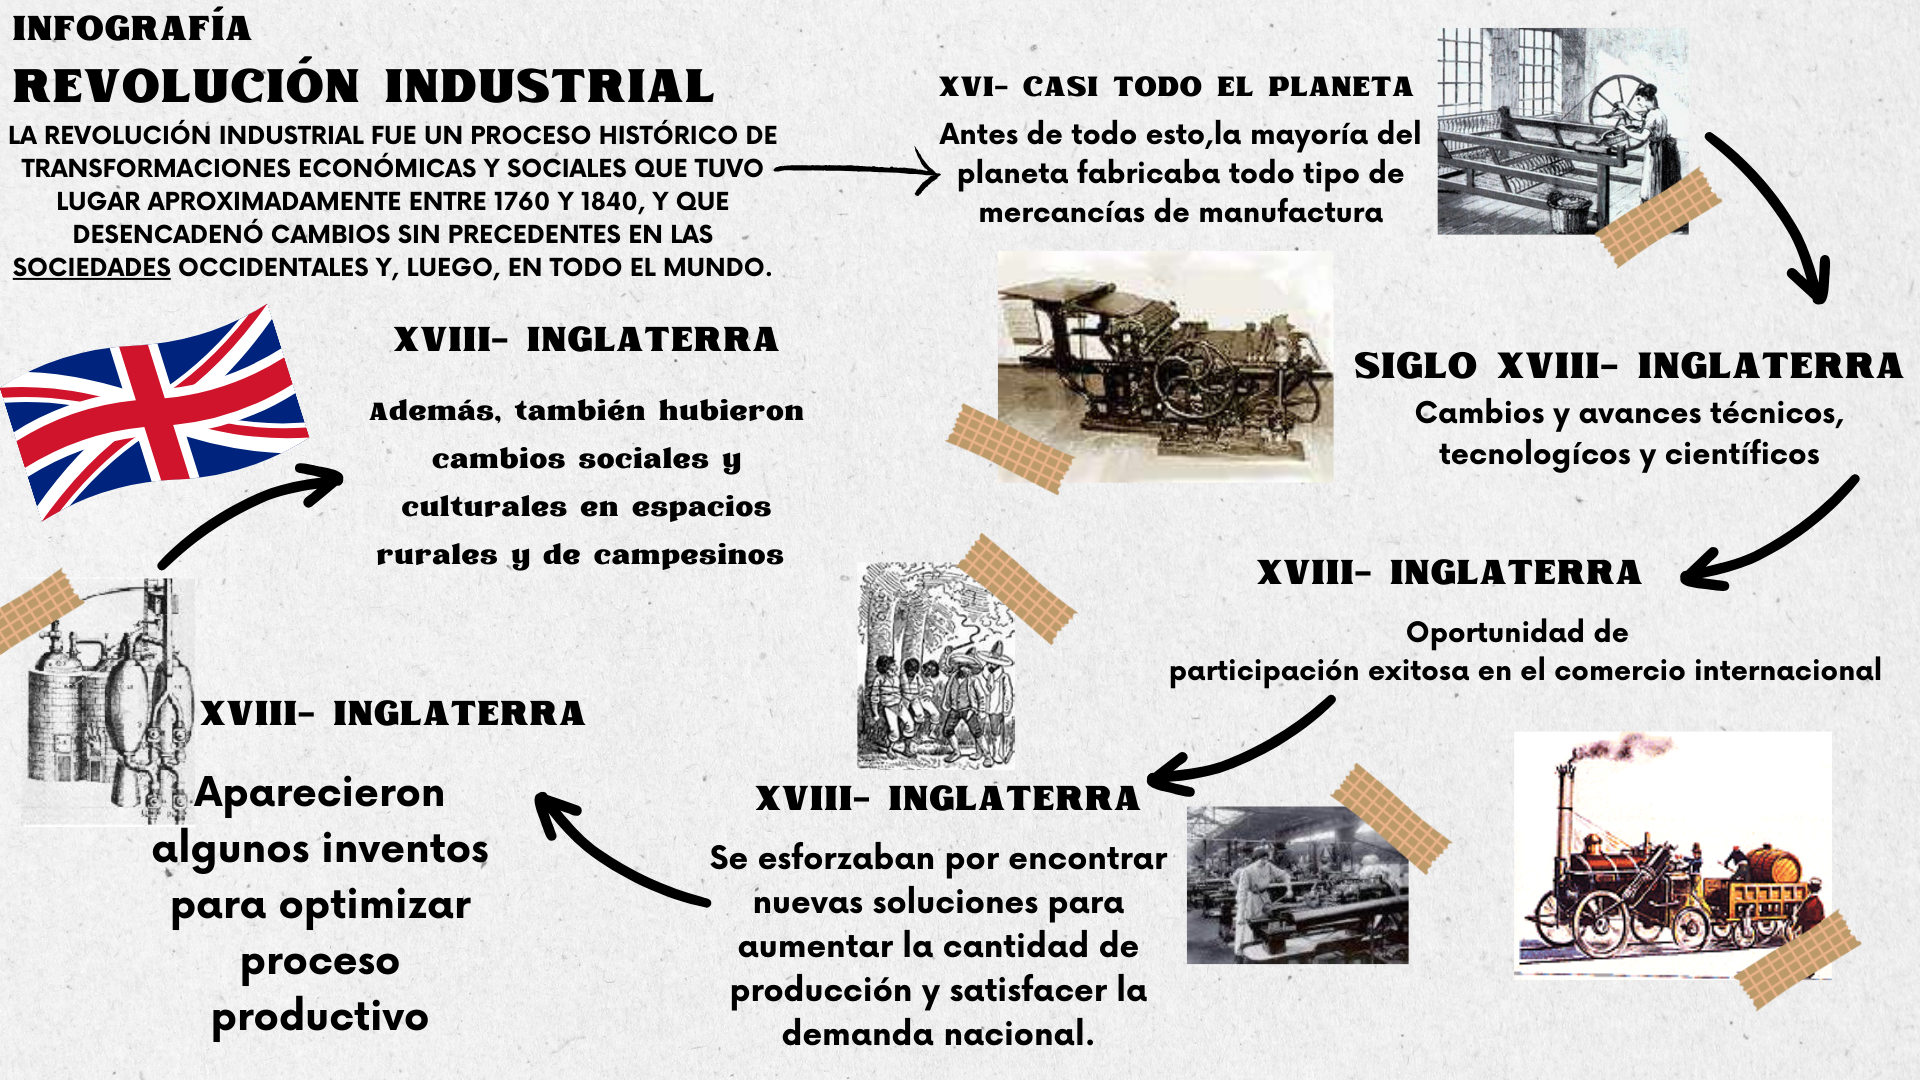 INFOGRAFÍA
REVOLUCIÓN INDUSTRIAL
LA REVOLUCIÓN INDUSTRIAL FUE UN PROCESO HISTÓRICO DE
TRANSFORMACIONES ECONÓMICAS Y SOCIALES QUE TUVO
LUGAR APROXIMADAMENTE ENTRE 1760 Y 1840, Y QUE
DESENCADENÓ CAMBIOS SIN PRECEDENTES EN LAS
SOCIEDADES OCCIDENTALES Y, LUEGO, EN TODO EL MUNDO.
XVI- CASI TODO EL PLANETA
Antes de todo esto,la mayoría del
planeta fabricaba todo tipo de
mercancías de manufactura
SIGLO XVIII- INGLATERRA
Cambios y avances técnicos,
tecnologícos y científicos
XVIII- INGLATERRA
Oportunidad de
participación exitosa en el comercio internacional
XVIII- INGLATERRA
Se esforzaban por encontrar
nuevas soluciones para
aumentar la cantidad de
producción y satisfacer la
demanda nacional.
XVIII- INGLATERRA
Aparecieron
algunos inventos
para optimizar
proceso
productivo
XVIII- INGLATERRA
Además, también hubieron
cambios sociales y
culturales en espacios
rurales y de campesinos